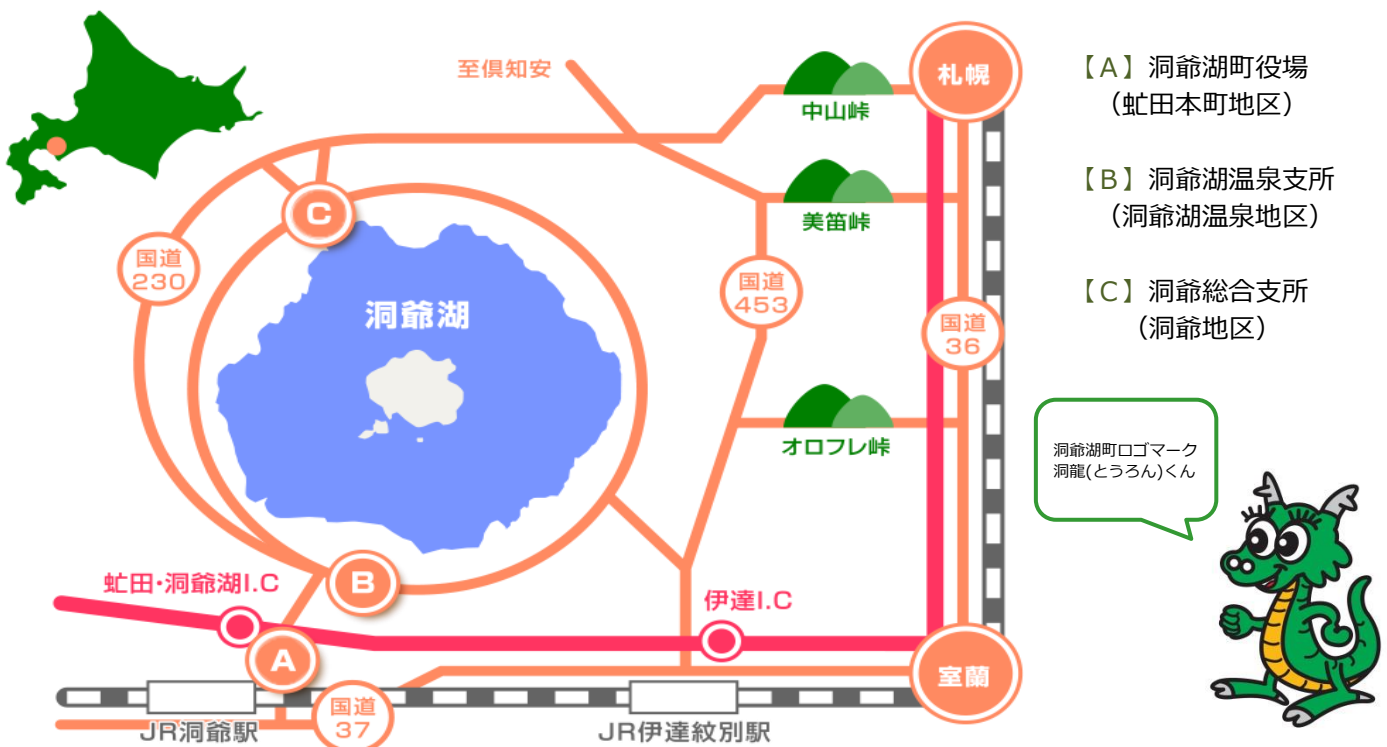 至倶知安
札幌
中山峠
C
美笛峠
国道
230
国道
453
洞爺湖
国道
36
オロフレ峠
虻田・洞爺湖I.C
B
伊達I.C
A
室蘭
国道
37
JR洞爺駅
JR伊達紋別駅
【A】洞爺湖町役場
(虻田本町地区)
【B】洞爺湖温泉支所
(洞爺湖温泉地区)
【C】洞爺総合支所
(洞爺地区)
洞爺湖町ロゴマーク
洞龍(とうろん)くん